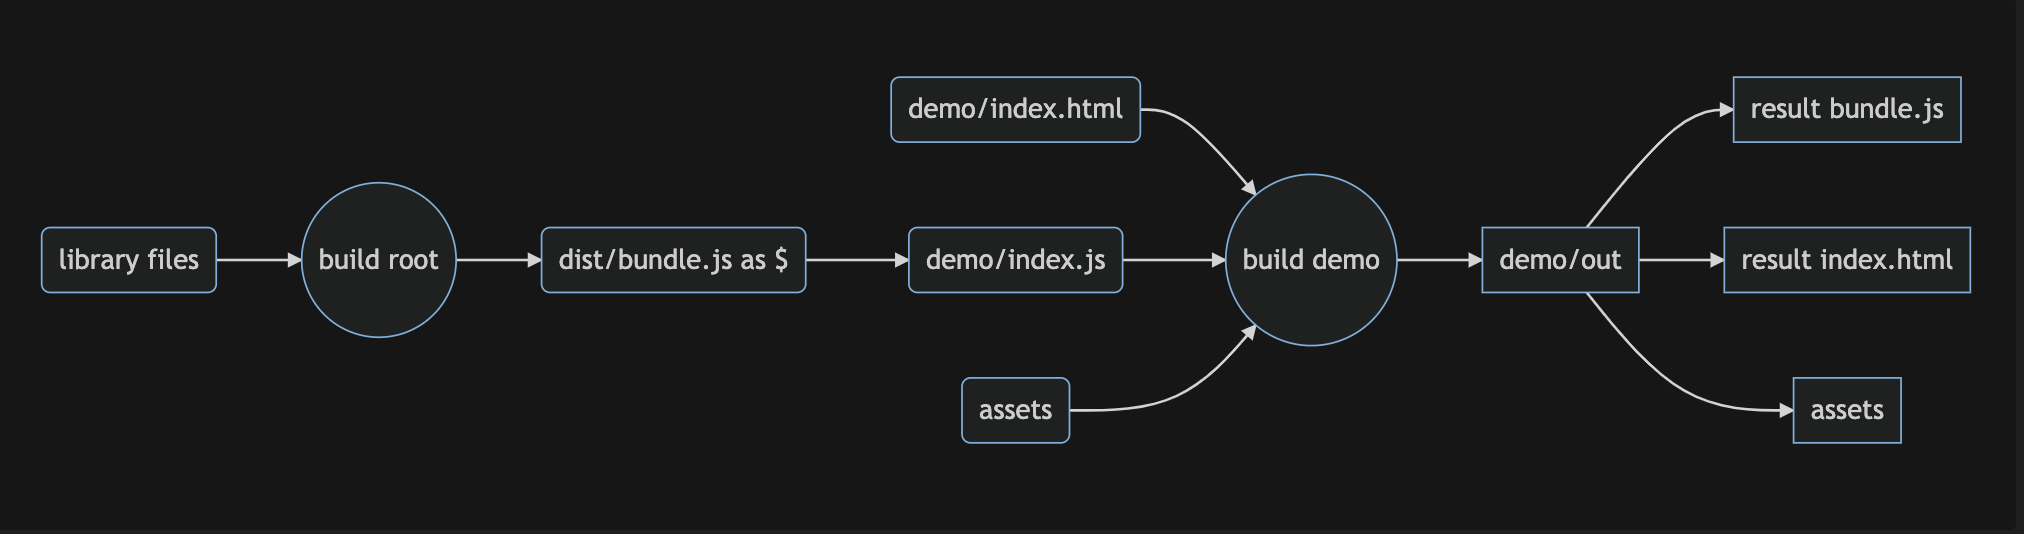 library files
build root
dist/bundle.js as $
demo/index.html
demo/index.js
assets
build demo
demo/out
result bundle.js
result index.html
assets